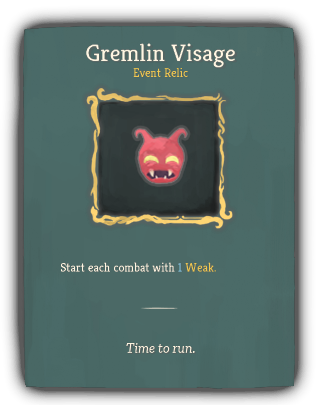 Gremlin Visage
Event Relic
Start each combat with 1 Weak.
Time to run.